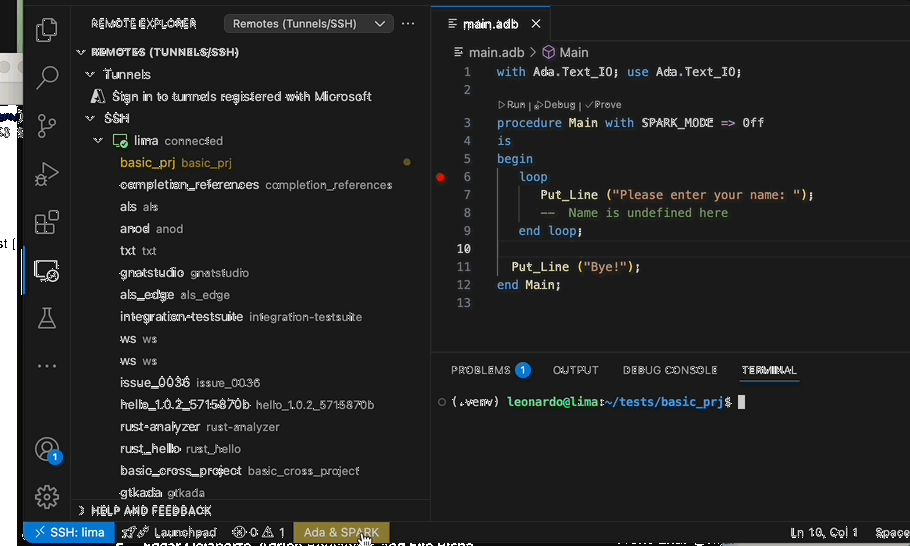 REMOTE EXPLORER
Remotes (Tunnels/SSH)
REMOTES (TUNNELS/SSH)
Tunnels
Sign in to tunnels registered with Microsoft
SSH
lima connected
basic_prj basic_prj
completion_references completion_references
als als
anod anod
txt txt
gnatstudio gnatstudio
als_edge als_edge
integration-testsuite integration-testsuite
ws ws
ws ws
issue_0036 issue_0036
hello_1.0.2_5715870b hello_1.0.2_5715870b
rust-analyzer rust-analyzer
rust_hello rust_hello
basic_cross_project basic_cross_project
gtkada gtkada
HELP AND FEEDBACK
main.adb
main.adb > Main
1 with Ada.Text_IO; use Ada.Text_IO;
2
Run | Debug | Prove
3 procedure Main with SPARK_MODE => Off
4 is
5 begin
6 loop
7 Put_Line ("Please enter your name: ");
8 -- Name is undefined here
9 end loop;
10
11 Put_Line ("Bye!");
12 end Main;
13
PROBLEMS 1 OUTPUT DEBUG CONSOLE TERMINAL
(.venv) leonardo@lima:~/tests/basic_prj$
1
SSH: lima Launchpad 0 1 Ada & SPARK Ln 10, Col 1